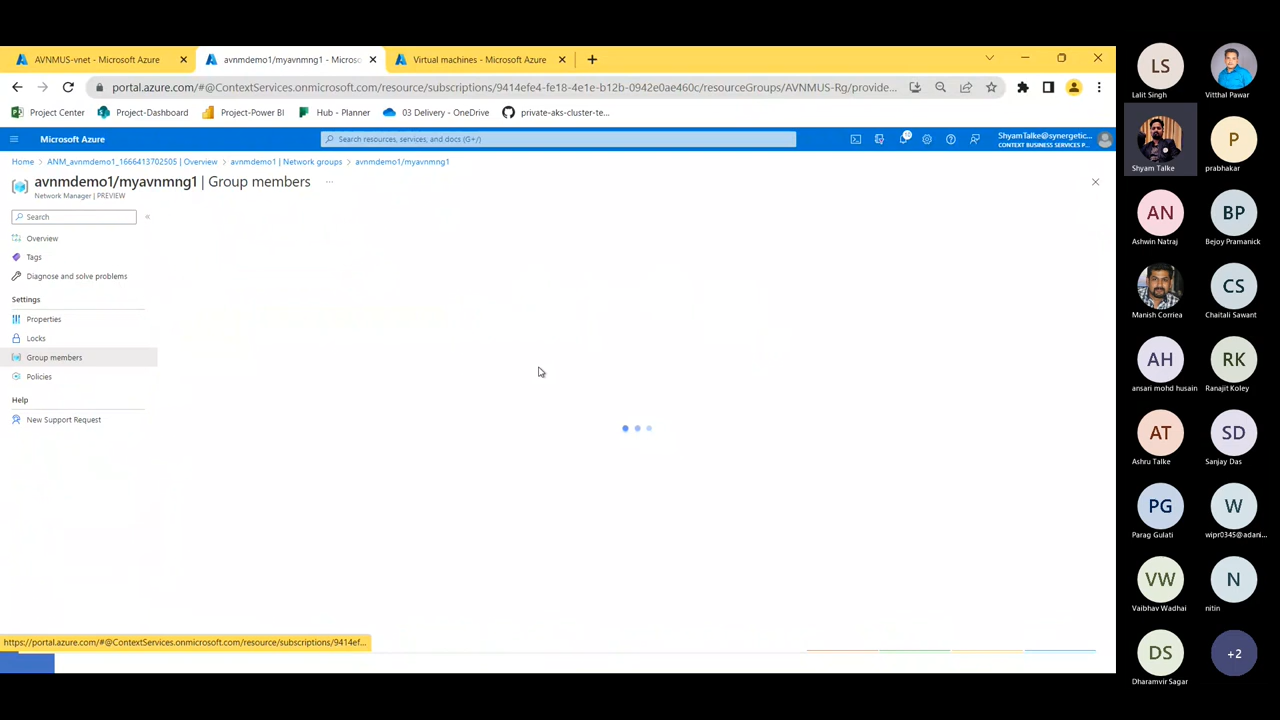 AVNMUS-vnet - Microsoft Azure
avnmdemo1/myavnmng1 - Micros
Virtual machines - Microsoft Azure
portal.azure.com/#@ContextServices.onmicrosoft.com/resource/subscriptions/9414efe4-fe18-4e1e-b12b-0942e0ae460c/resourceGroups/AVNMUS-Rg/provide...
Project Center
Project-Dashboard
Project-Power BI
Hub - Planner
03 Delivery - OneDrive
private-aks-cluster-te...
Microsoft Azure
Search resources, services, and docs (G+/)
ShyamTalke@synergetic...
CONTEXT BUSINESS SERVICES P...
Home > ANM_avnmdemo1_1666413702505 | Overview > avnmdemo1 | Network groups > avnmdemo1/myavnmng1
avnmdemo1/myavnmng1 | Group members ...
Network Manager | PREVIEW
Search
Overview
Tags
Diagnose and solve problems
Settings
Properties
Locks
Group members
Policies
Help
New Support Request
https://portal.azure.com/#@ContextServices.onmicrosoft.com/resource/subscriptions/9414ef...
LS
Lalit Singh
Vitthal Pawar
Shyam Talke
P
prabhakar
AN
Ashwin Natraj
BP
Bejoy Pramanick
Manish Corriea
CS
Chaitali Sawant
AH
ansari mohd husain
RK
Ranajit Koley
AT
Ashru Talke
SD
Sanjay Das
PG
Parag Gulati
W
wipr0345@adani...
VW
Vaibhav Wadhai
N
nitin
DS
Dharamvir Sagar
+2